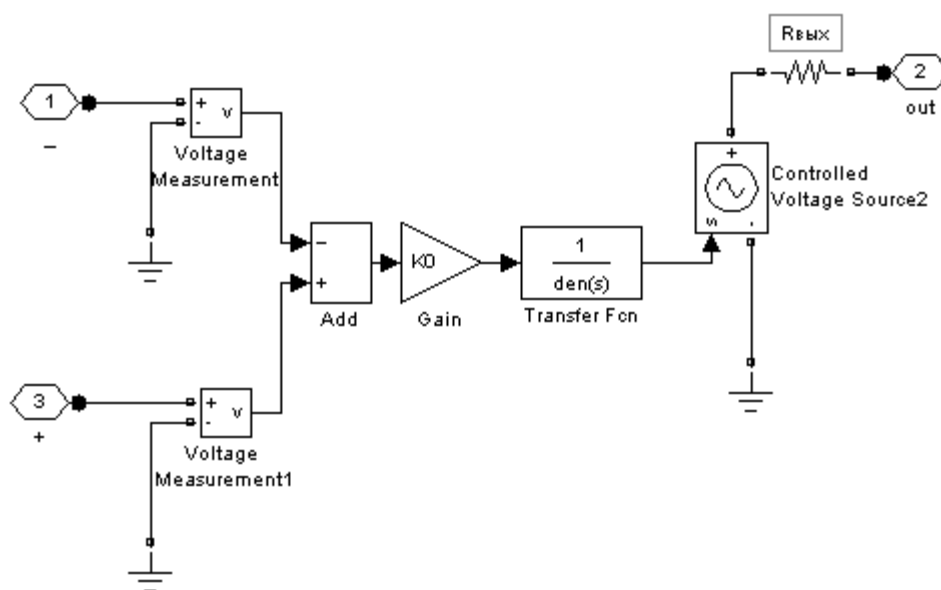 Rвых
2
out
1
−
+
-
v
Voltage
Measurement
+
s
-
Controlled
Voltage Source2
−
+
Add
K0
Gain
1
den(s)
Transfer Fcn
3
+
+
-
v
Voltage
Measurement1